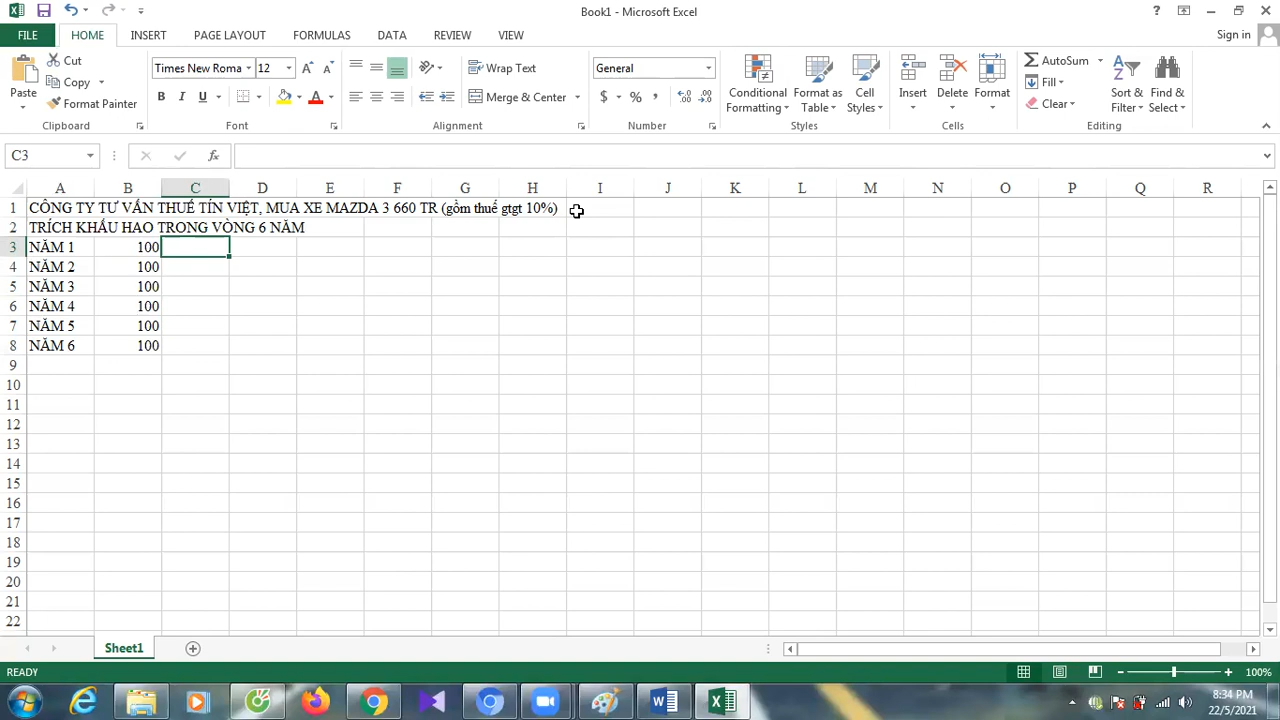 Book1 - Microsoft Excel
FILE HOME INSERT PAGE LAYOUT FORMULAS DATA REVIEW VIEW Sign in
Paste Cut Copy Format Painter Clipboard
Times New Roma 12 B I U Font
Wrap Text Merge & Center Alignment
General $ % , Number
Conditional Formatting Format as Table Cell Styles Styles
Insert Delete Format Cells
AutoSum Fill Clear Sort & Filter Find & Select Editing
C3 fx
A B C D E F G H I J K L M N O P Q R
1 CÔNG TY TƯ VẤN THUẾ TÍN VIỆT, MUA XE MAZDA 3 660 TR (gồm thuế gtgt 10%)
2 TRÍCH KHẤU HAO TRONG VÒNG 6 NĂM
3 NĂM 1 100
4 NĂM 2 100
5 NĂM 3 100
6 NĂM 4 100
7 NĂM 5 100
8 NĂM 6 100
9
10
11
12
13
14
15
16
17
18
19
20
21
22
Sheet1
READY 100%
8:34 PM
22/5/2021